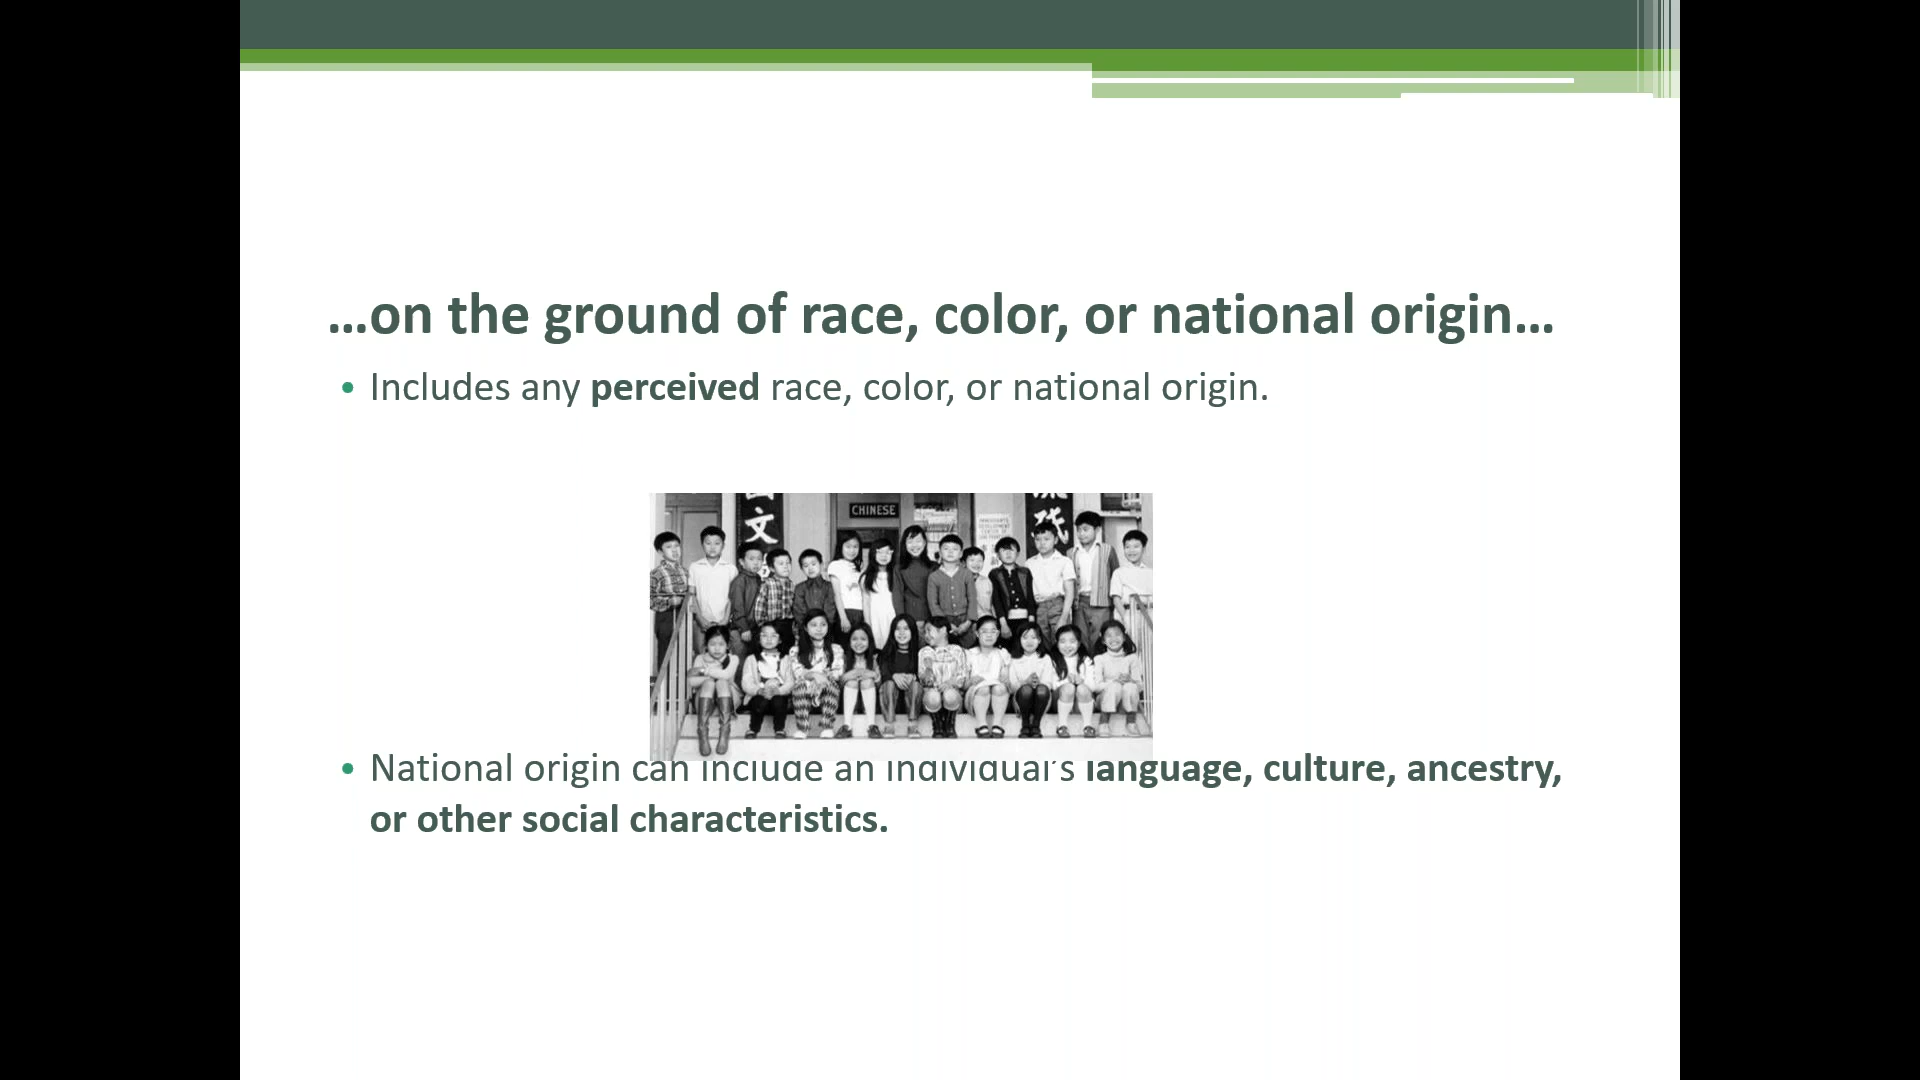 …on the ground of race, color, or national origin…
• Includes any perceived race, color, or national origin.
文
CHINESE
• National origin can include an individual's language, culture, ancestry,
or other social characteristics.